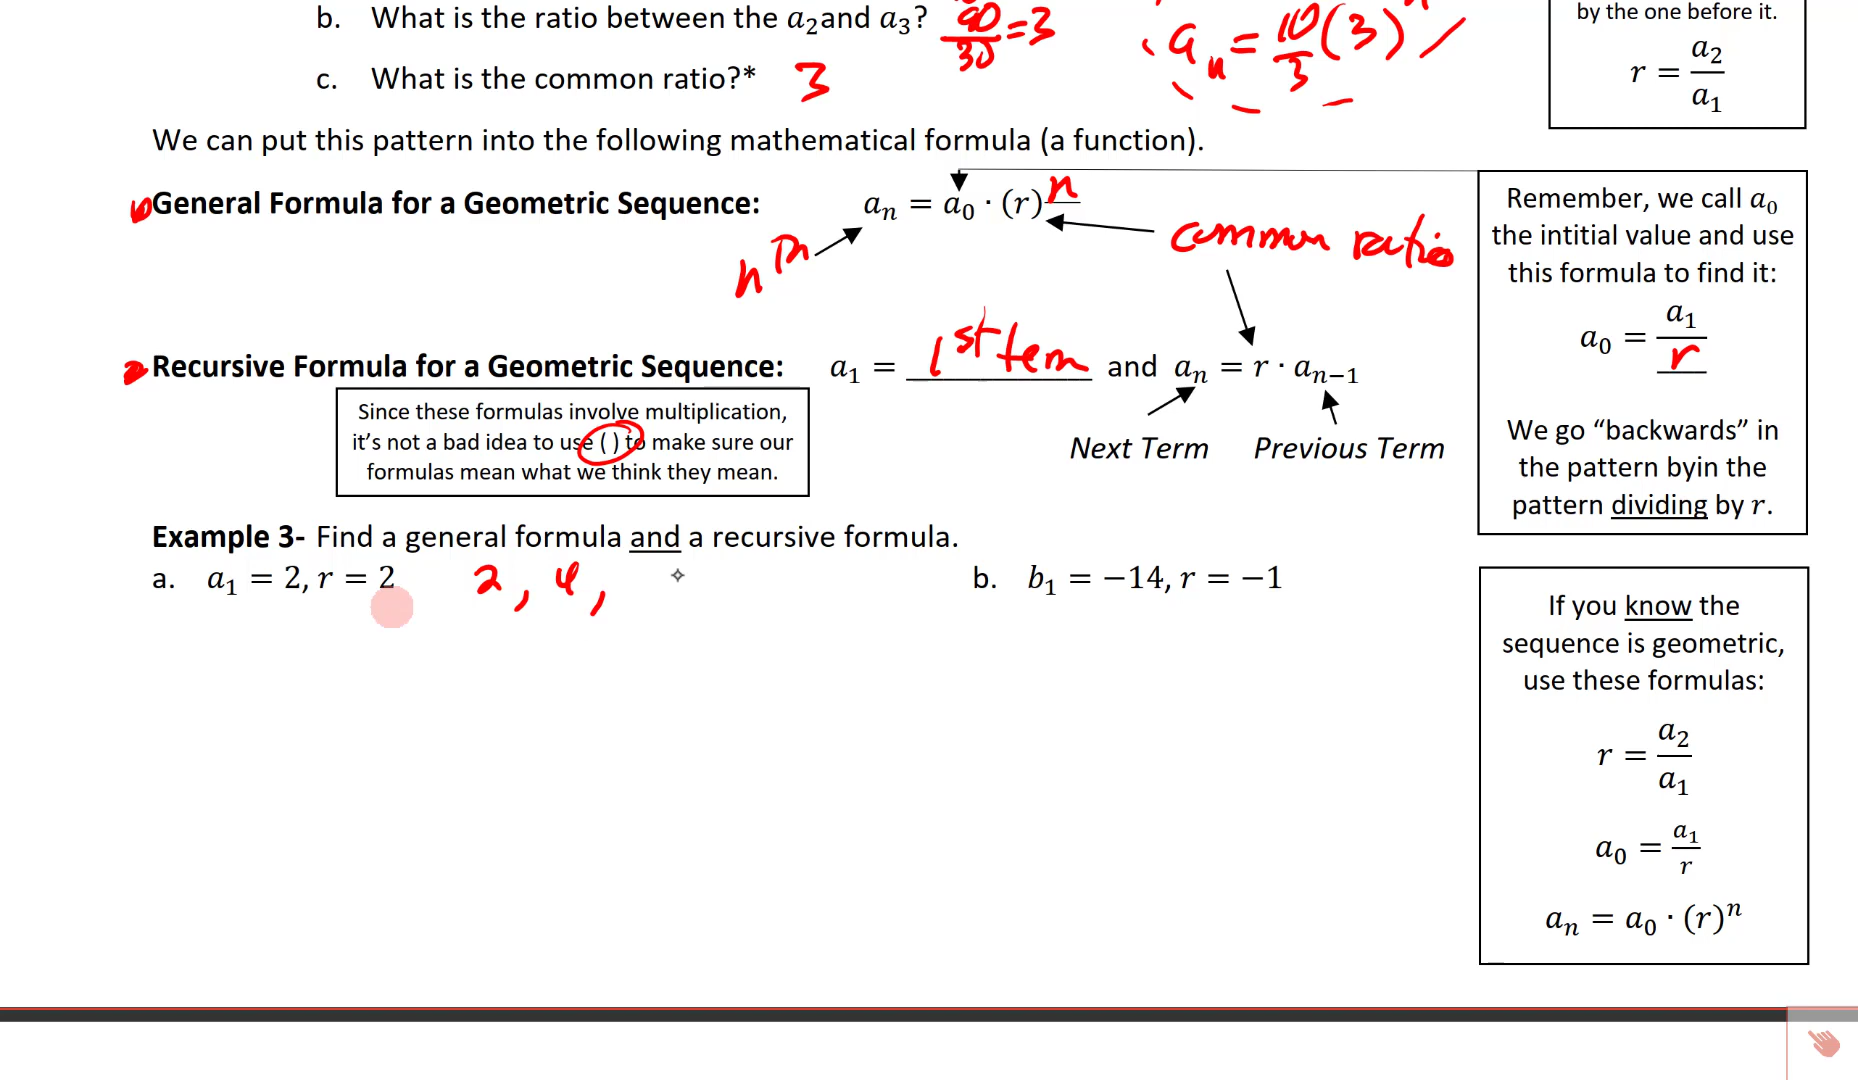 b. What is the ratio between the a₂and a₃? 90/30 =3
aₙ = 10/3 (3)ⁿ
by the one before it.
r = a₂/a₁
c. What is the common ratio?* 3
We can put this pattern into the following mathematical formula (a function).
General Formula for a Geometric Sequence: aₙ = a₀ · (r)ⁿ
nᵗʰ
common ratio
Recursive Formula for a Geometric Sequence: a₁ = 1ˢᵗ term and aₙ = r · aₙ₋₁
Next Term Previous Term
Since these formulas involve multiplication,
it’s not a bad idea to use ( ) to make sure our
formulas mean what we think they mean.
Remember, we call a₀
the intitial value and use
this formula to find it:
a₀ = a₁/r
We go “backwards” in
the pattern byin the
pattern dividing by r.
Example 3- Find a general formula and a recursive formula.
a. a₁ = 2, r = 2 2, 4,
b. b₁ = −14, r = −1
If you know the
sequence is geometric,
use these formulas:
r = a₂/a₁
a₀ = a₁/r
aₙ = a₀ · (r)ⁿ